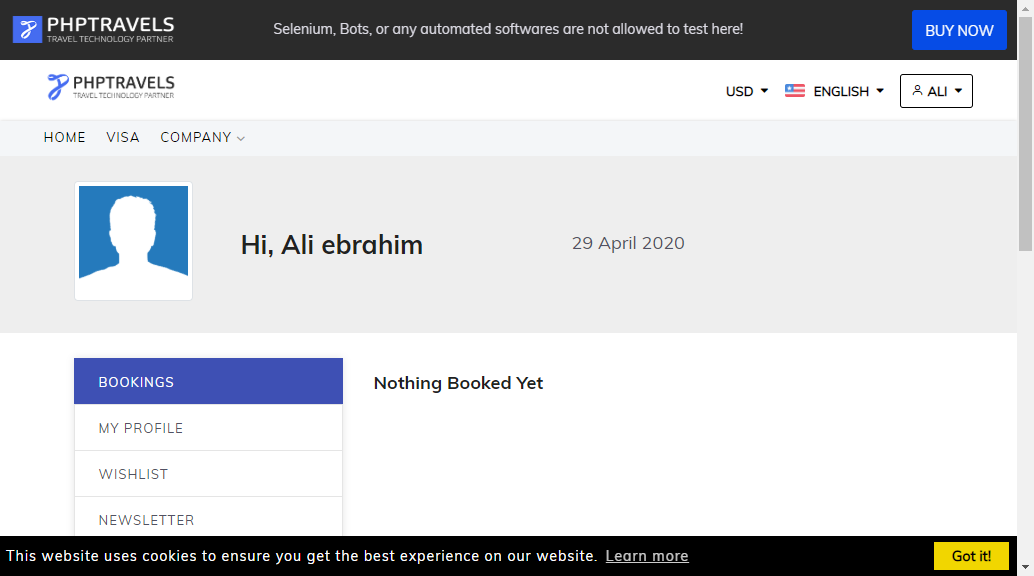 PHPTRAVELS
TRAVEL TECHNOLOGY PARTNER
Selenium, Bots, or any automated softwares are not allowed to test here!
BUY NOW
PHPTRAVELS
TRAVEL TECHNOLOGY PARTNER
USD
ENGLISH
ALI
HOME
VISA
COMPANY
Hi, Ali ebrahim
29 April 2020
BOOKINGS
Nothing Booked Yet
MY PROFILE
WISHLIST
NEWSLETTER
This website uses cookies to ensure you get the best experience on our website. Learn more
Got it!